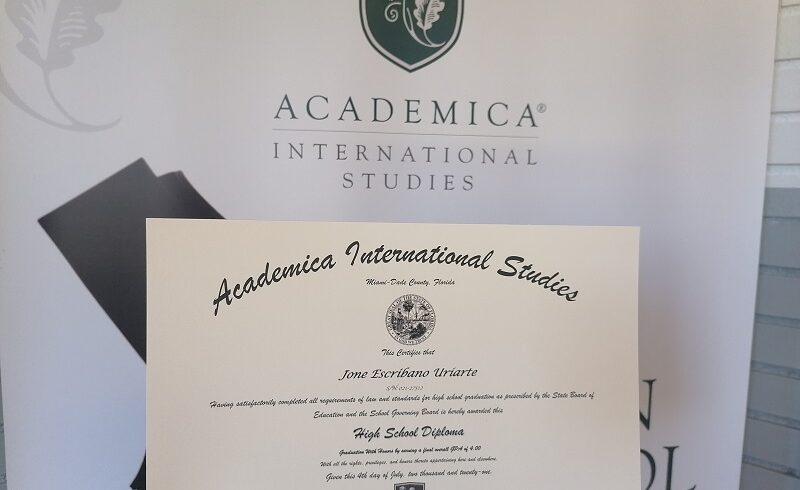 ACADEMICA®
INTERNATIONAL
STUDIES
Academica International Studies
Miami-Dade County, Florida
This Certifies that
Jone Escribano Uriarte
S/N 021-27512
Having satisfactorily completed all requirements of law and standards for high school graduation as prescribed by the State Board of
Education and the School Governing Board is hereby awarded this
High School Diploma
Graduation With Honors by earning a final overall GPA of 4.00
With all the rights, privileges, and honors thereto appertaining here and elsewhere.
Given this 4th day of July, two thousand and twenty-one.